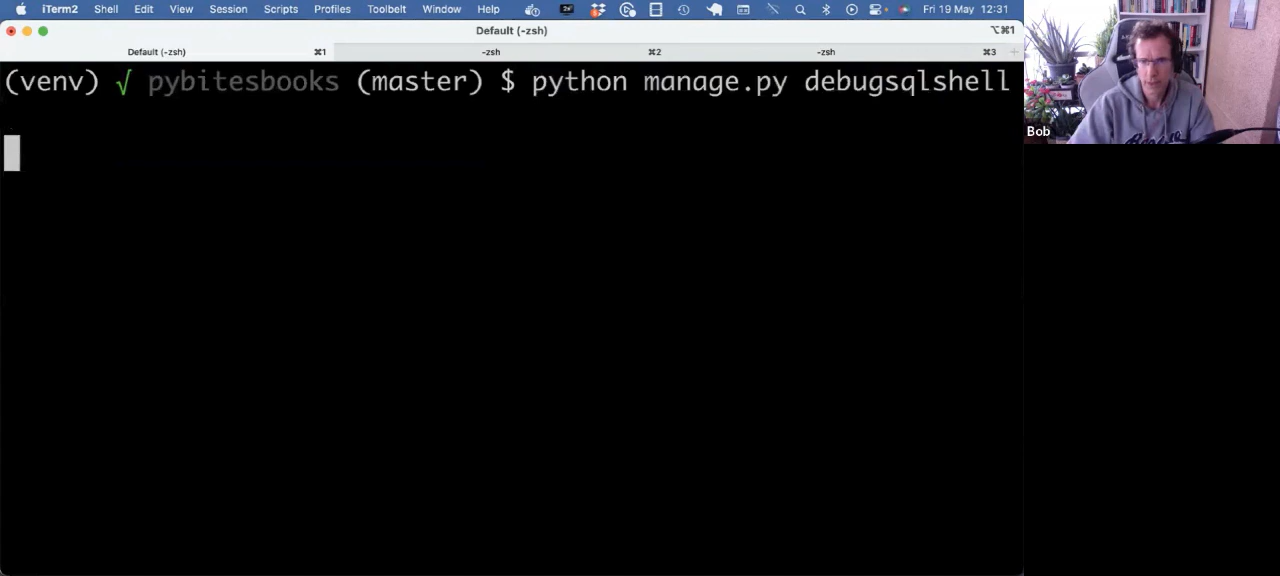 iTerm2 Shell Edit View Session Scripts Profiles Toolbelt Window Help Fri 19 May 12:31
Default (-zsh) ⌥⌘1
Default (-zsh) ⌘1 -zsh ⌘2 -zsh ⌘3
(venv) √ pybitesbooks (master) $ python manage.py debugsqlshell
Bob